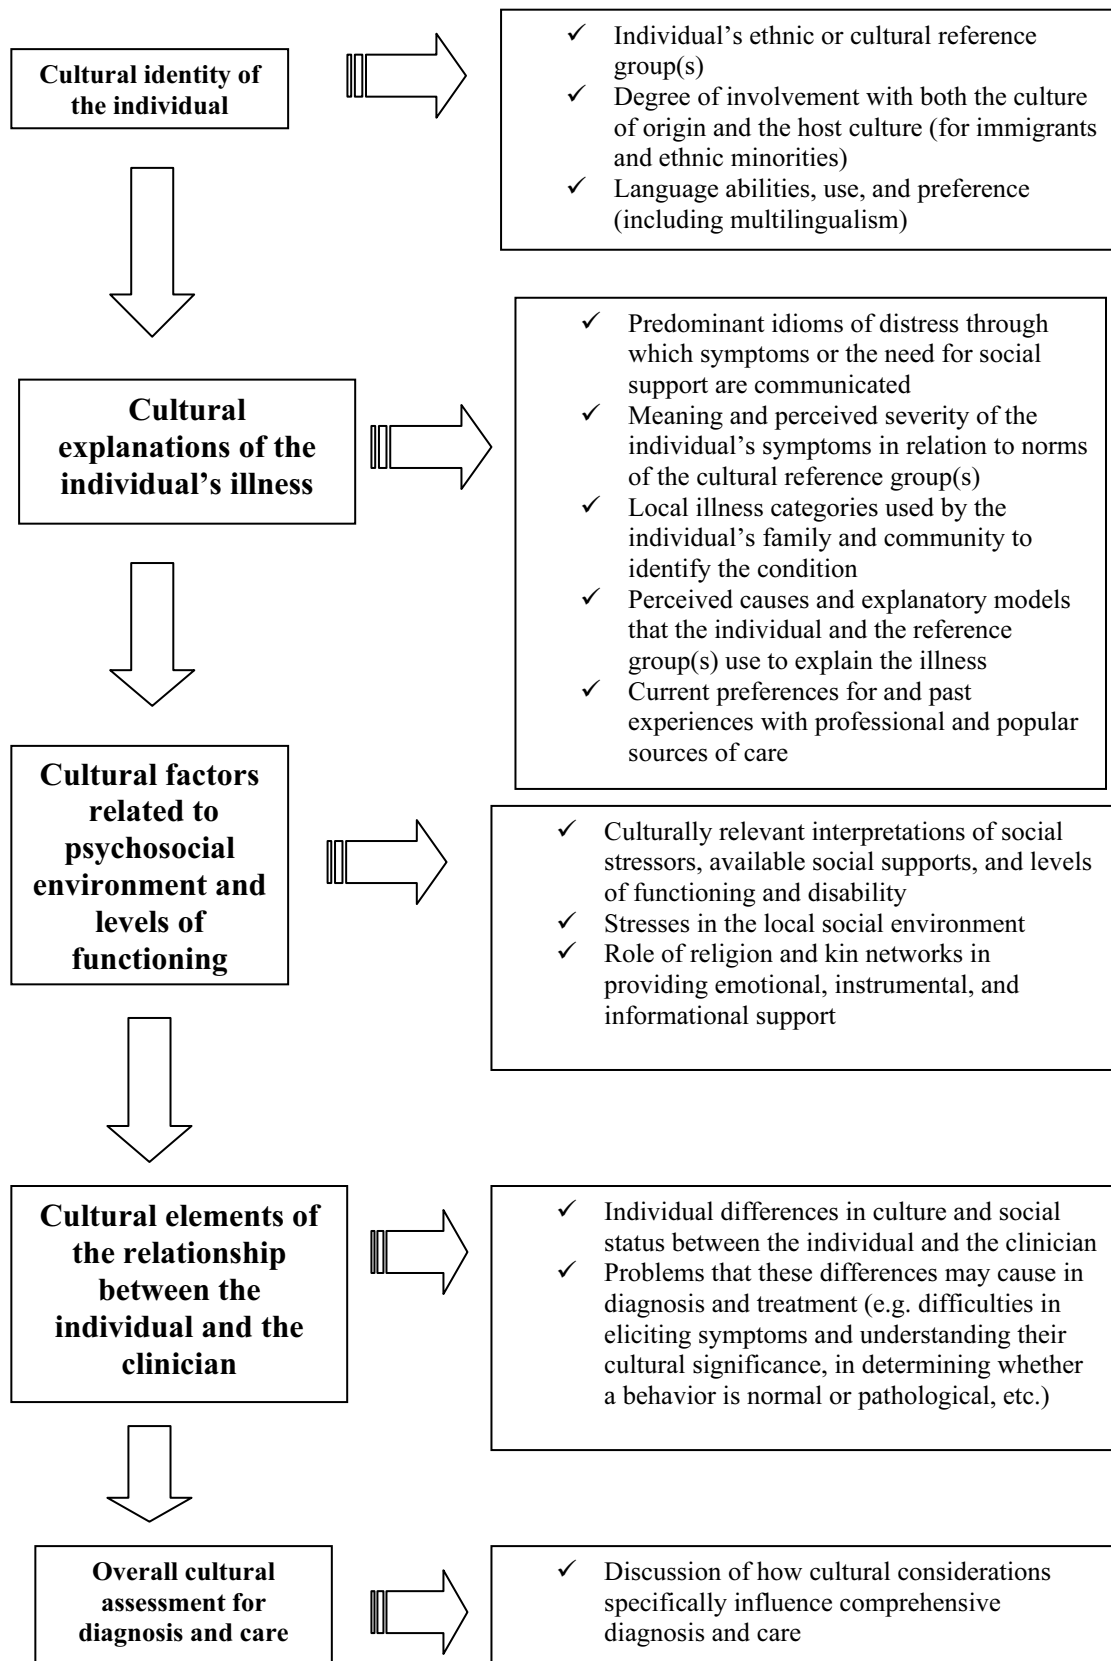 Cultural identity of
the individual
✓ Individual’s ethnic or cultural reference
group(s)
✓ Degree of involvement with both the culture
of origin and the host culture (for immigrants
and ethnic minorities)
✓ Language abilities, use, and preference
(including multilingualism)
Cultural
explanations of the
individual’s illness
✓ Predominant idioms of distress through
which symptoms or the need for social
support are communicated
✓ Meaning and perceived severity of the
individual’s symptoms in relation to norms
of the cultural reference group(s)
✓ Local illness categories used by the
individual’s family and community to
identify the condition
✓ Perceived causes and explanatory models
that the individual and the reference
group(s) use to explain the illness
✓ Current preferences for and past
experiences with professional and popular
sources of care
Cultural factors
related to
psychosocial
environment and
levels of
functioning
✓ Culturally relevant interpretations of social
stressors, available social supports, and levels
of functioning and disability
✓ Stresses in the local social environment
✓ Role of religion and kin networks in
providing emotional, instrumental, and
informational support
Cultural elements of
the relationship
between the
individual and the
clinician
✓ Individual differences in culture and social
status between the individual and the clinician
✓ Problems that these differences may cause in
diagnosis and treatment (e.g. difficulties in
eliciting symptoms and understanding their
cultural significance, in determining whether
a behavior is normal or pathological, etc.)
Overall cultural
assessment for
diagnosis and care
✓ Discussion of how cultural considerations
specifically influence comprehensive
diagnosis and care